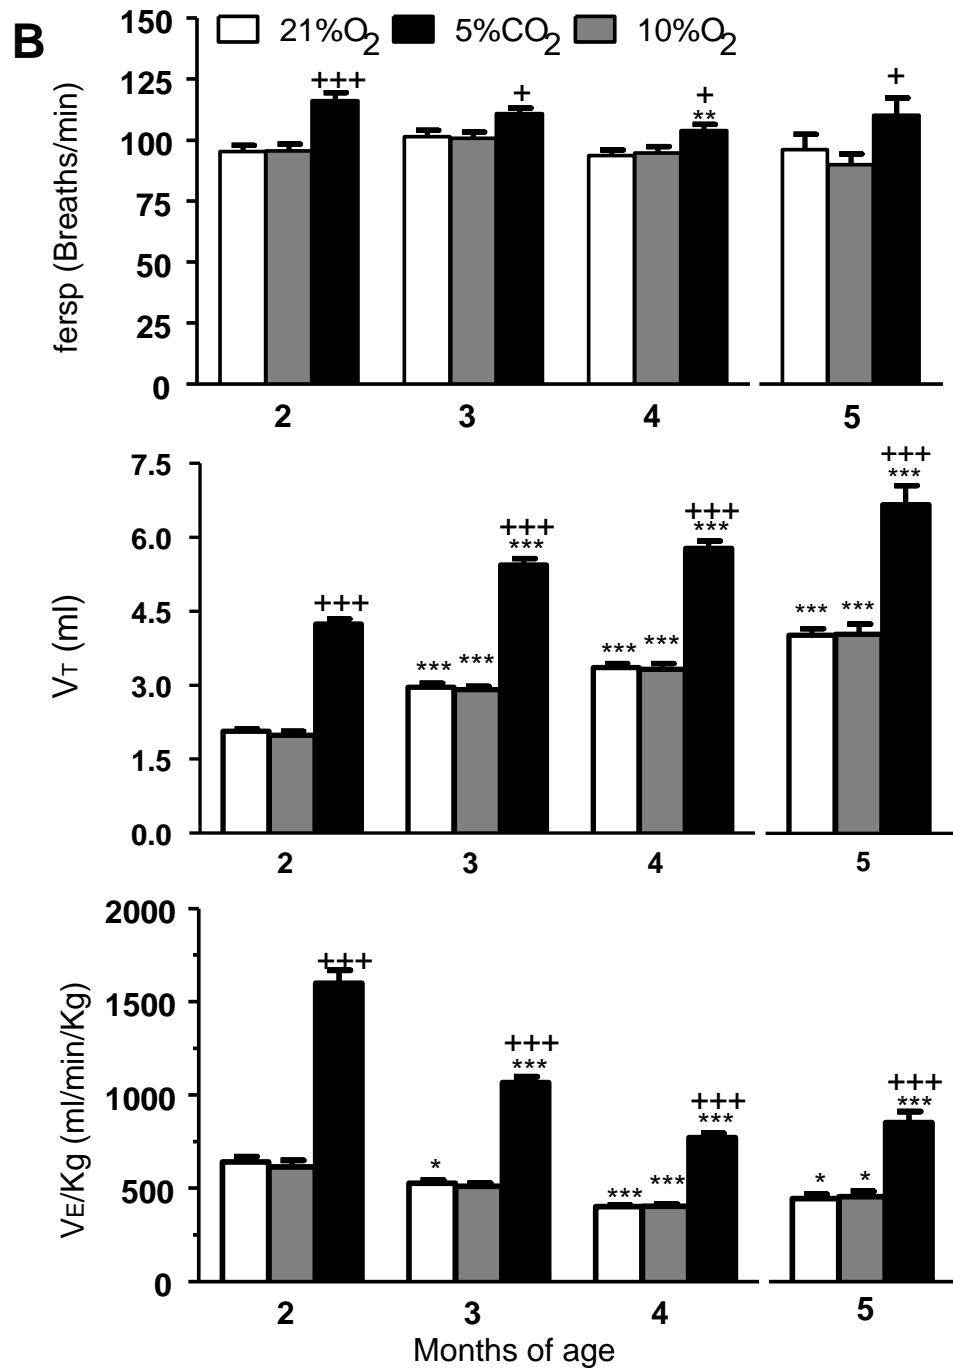 B
21%O2 5%CO2 10%O2
fersp (Breaths/min)
150
125
100
75
50
25
0
+++
+
+
**
+
2 3 4 5
VT (ml)
7.5
6.0
4.5
3.0
1.5
0.0
+++
*** *** +++ ***
*** *** +++ ***
*** *** +++ ***
2 3 4 5
VE/Kg (ml/min/Kg)
2000
1500
1000
500
0
+++
* +++ ***
*** *** +++ ***
* * +++ ***
2 3 4 5
Months of age